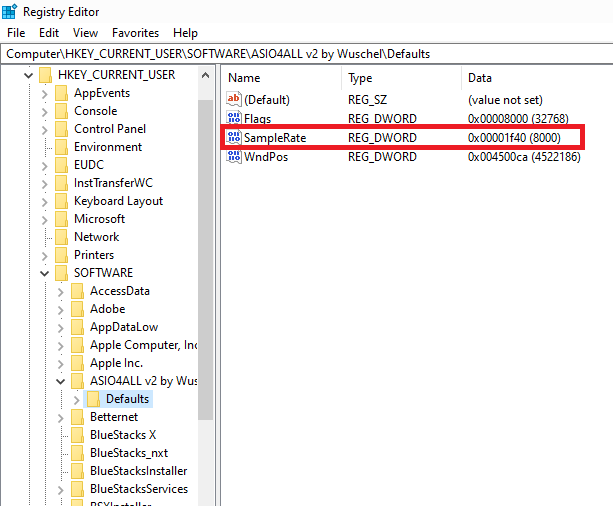 Registry Editor
File Edit View Favorites Help
Computer\HKEY_CURRENT_USER\SOFTWARE\ASIO4ALL v2 by Wuschel\Defaults
HKEY_CURRENT_USER
AppEvents
Console
Control Panel
Environment
EUDC
InstTransferWC
Keyboard Layout
Microsoft
Network
Printers
SOFTWARE
AccessData
Adobe
AppDataLow
Apple Computer, Inc
Apple Inc.
ASIO4ALL v2 by Wus
Defaults
Betternet
BlueStacks X
BlueStacks_nxt
BlueStacksInstaller
BlueStacksServices
Name Type Data
(Default) REG_SZ (value not set)
Flags REG_DWORD 0x00008000 (32768)
SampleRate REG_DWORD 0x00001f40 (8000)
WndPos REG_DWORD 0x004500ca (4522186)